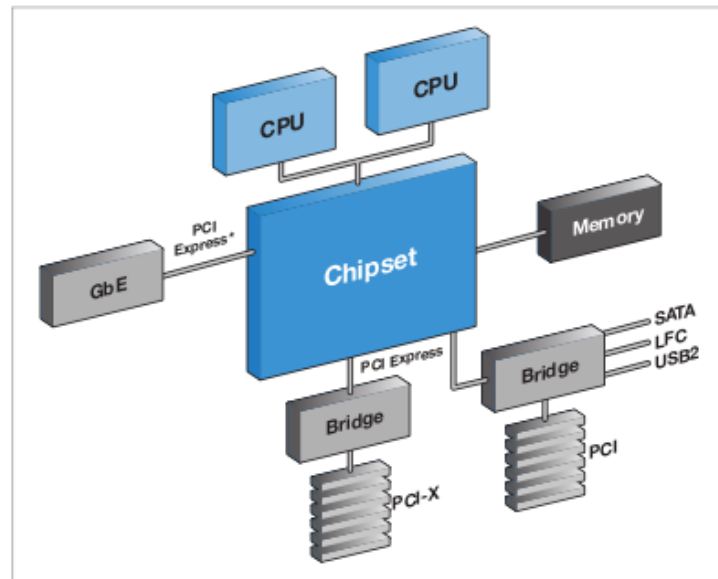 CPU
CPU
PCI
Express*
GbE
Chipset
Memory
PCI Express
Bridge
Bridge
SATA
LFC
USB2
PCI-X
PCI